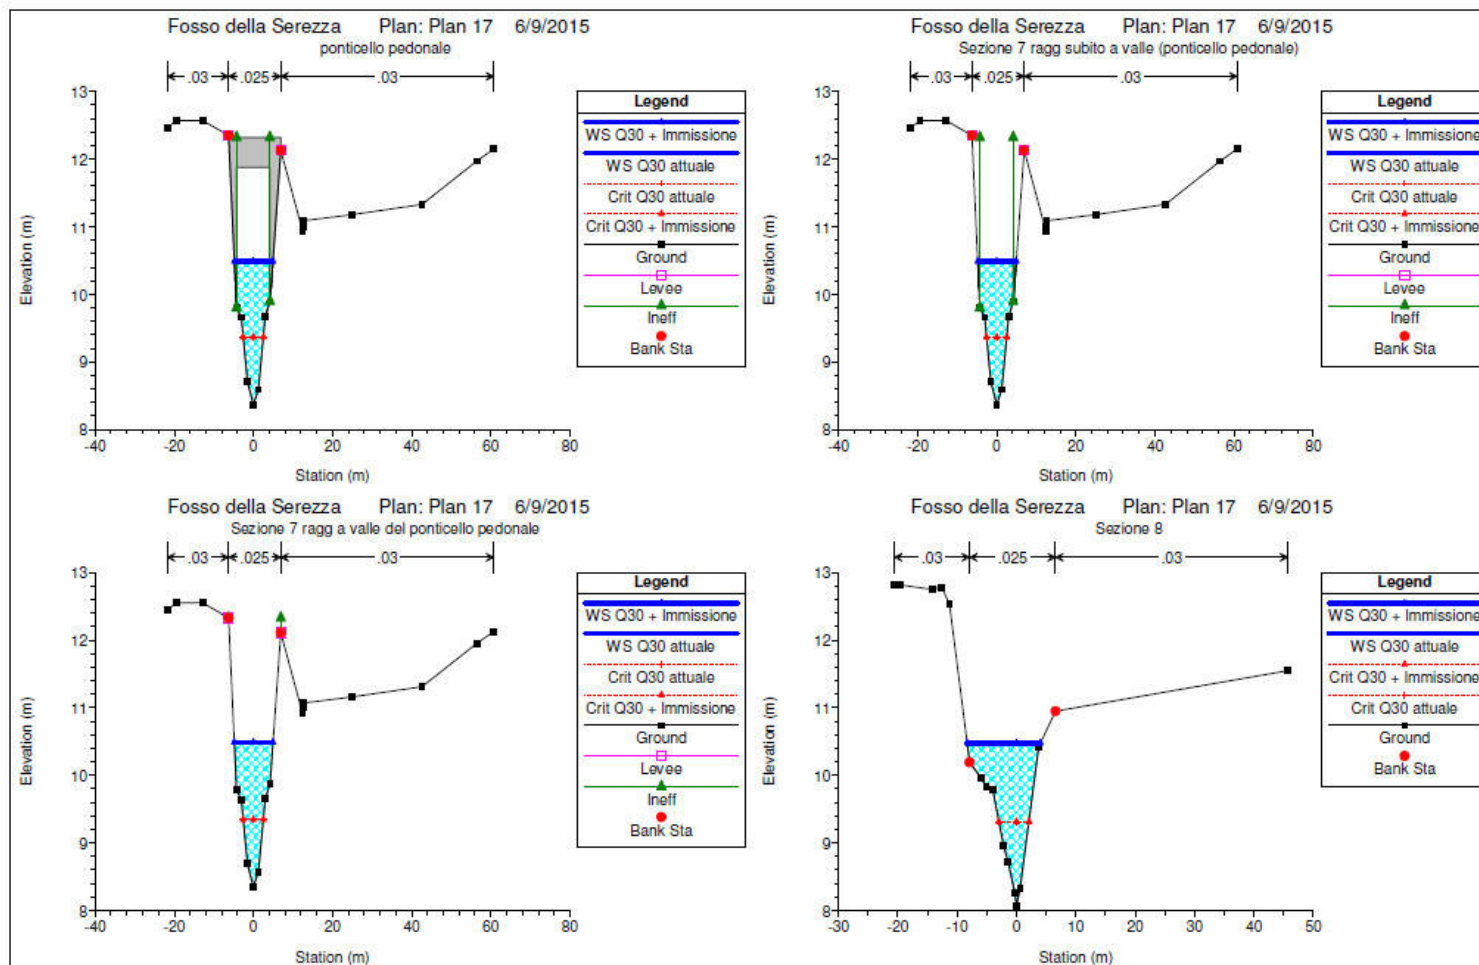 Fosso della Serezza Plan: Plan 17 6/9/2015
ponticello pedonale
.03 .025 .03
13
12
11
10
9
8
Elevation (m)
-40 -20 0 20 40 60 80
Station (m)
Legend
WS Q30 + Immissione
WS Q30 attuale
Crit Q30 attuale
Crit Q30 + Immissione
Ground
Levee
Ineff
Bank Sta
Fosso della Serezza Plan: Plan 17 6/9/2015
Sezione 7 ragg subito a valle (ponticello pedonale)
.03 .025 .03
13
12
11
10
9
8
Elevation (m)
-40 -20 0 20 40 60 80
Station (m)
Legend
WS Q30 + Immissione
WS Q30 attuale
Crit Q30 attuale
Crit Q30 + Immissione
Ground
Levee
Ineff
Bank Sta
Fosso della Serezza Plan: Plan 17 6/9/2015
Sezione 7 ragg a valle del ponticello pedonale
.03 .025 .03
13
12
11
10
9
8
Elevation (m)
-40 -20 0 20 40 60 80
Station (m)
Legend
WS Q30 + Immissione
WS Q30 attuale
Crit Q30 attuale
Crit Q30 + Immissione
Ground
Levee
Ineff
Bank Sta
Fosso della Serezza Plan: Plan 17 6/9/2015
Sezione 8
.03 .025 .03
13
12
11
10
9
8
Elevation (m)
-30 -20 -10 0 10 20 30 40 50
Station (m)
Legend
WS Q30 + Immissione
WS Q30 attuale
Crit Q30 + Immissione
Crit Q30 attuale
Ground
Bank Sta